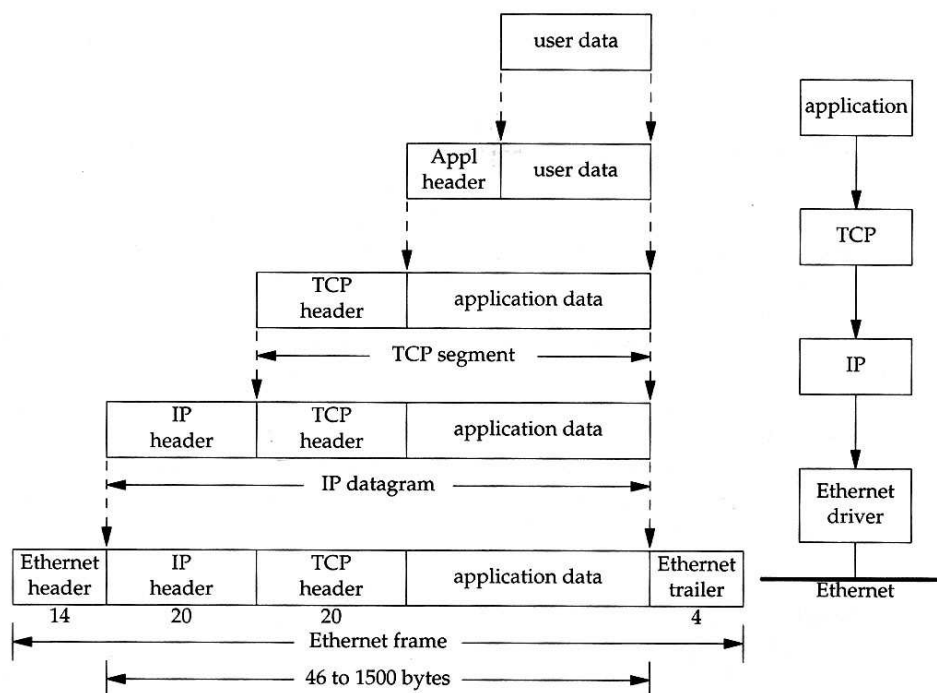 user data
application
Appl
header
user data
TCP
TCP
header
application data
TCP segment
IP
IP
header
TCP
header
application data
IP datagram
Ethernet
driver
Ethernet
header
IP
header
TCP
header
application data
Ethernet
trailer
Ethernet
14
20
20
4
Ethernet frame
46 to 1500 bytes